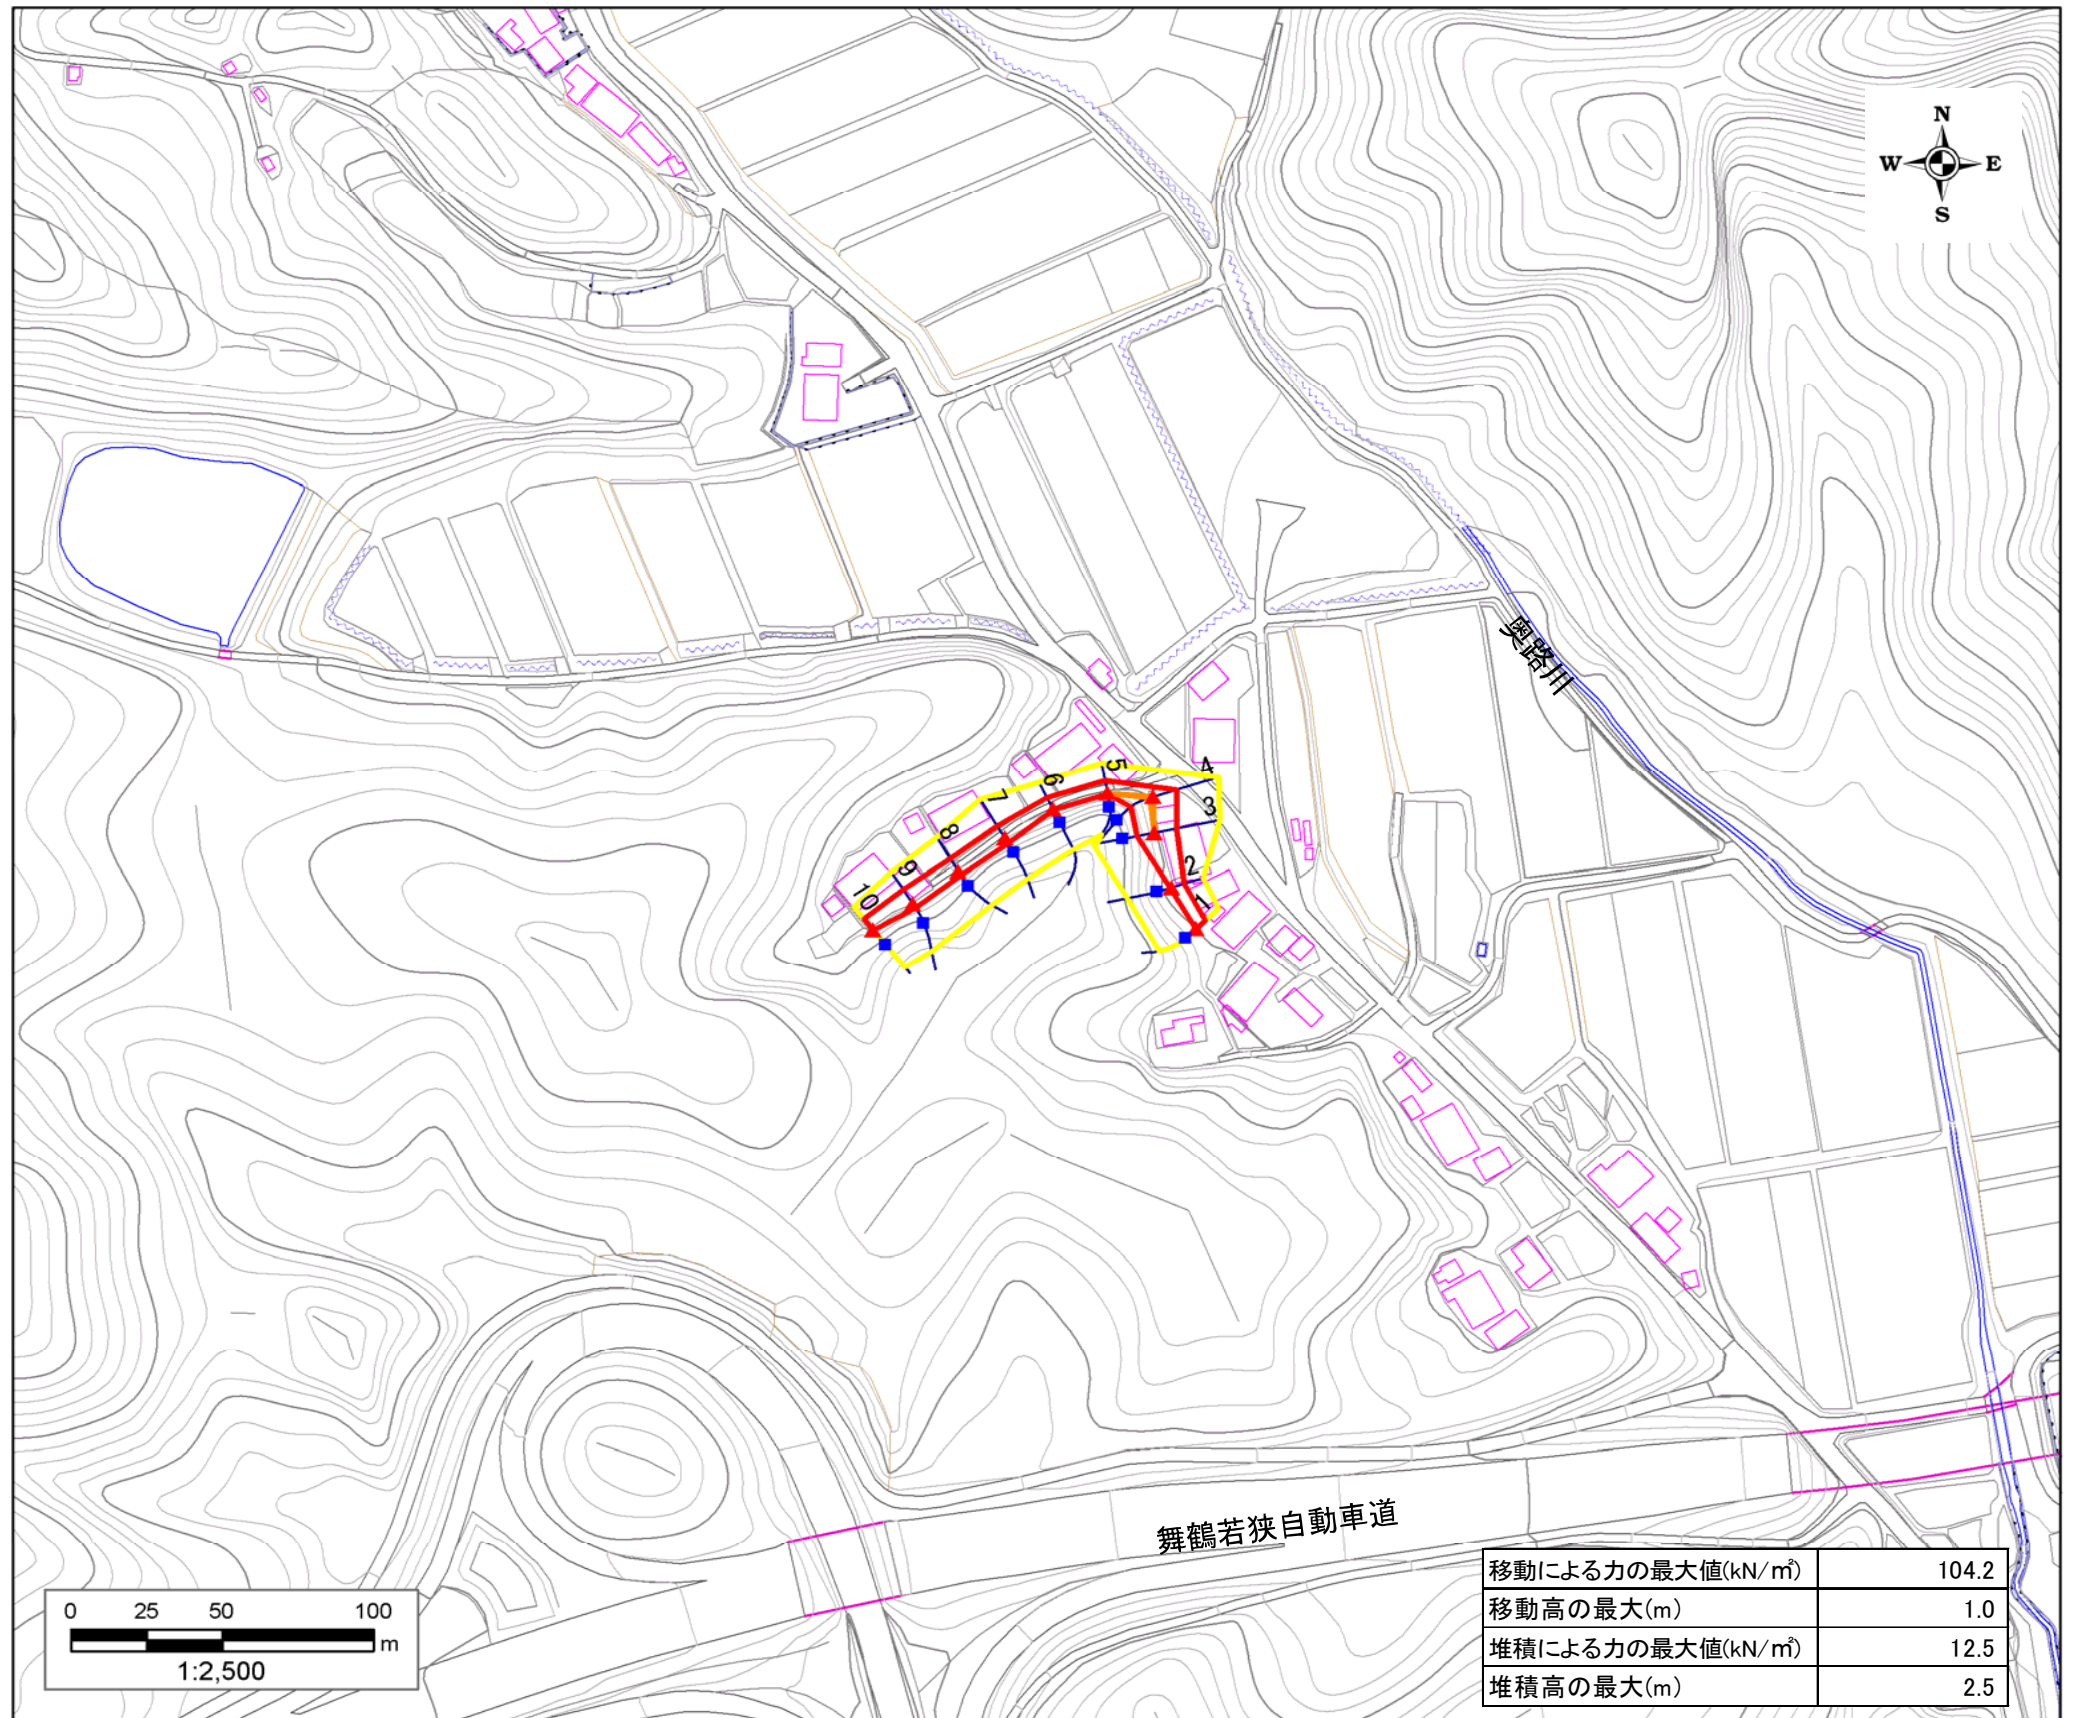 N
W E
S
奥路川
5
4
6
3
7
8
2
9
1
10
舞鶴若狭自動車道
移動による力の最大値(kN/㎡) 104.2
移動高の最大(m) 1.0
堆積による力の最大値(kN/㎡) 12.5
堆積高の最大(m) 2.5
0 25 50 100
m
1:2,500